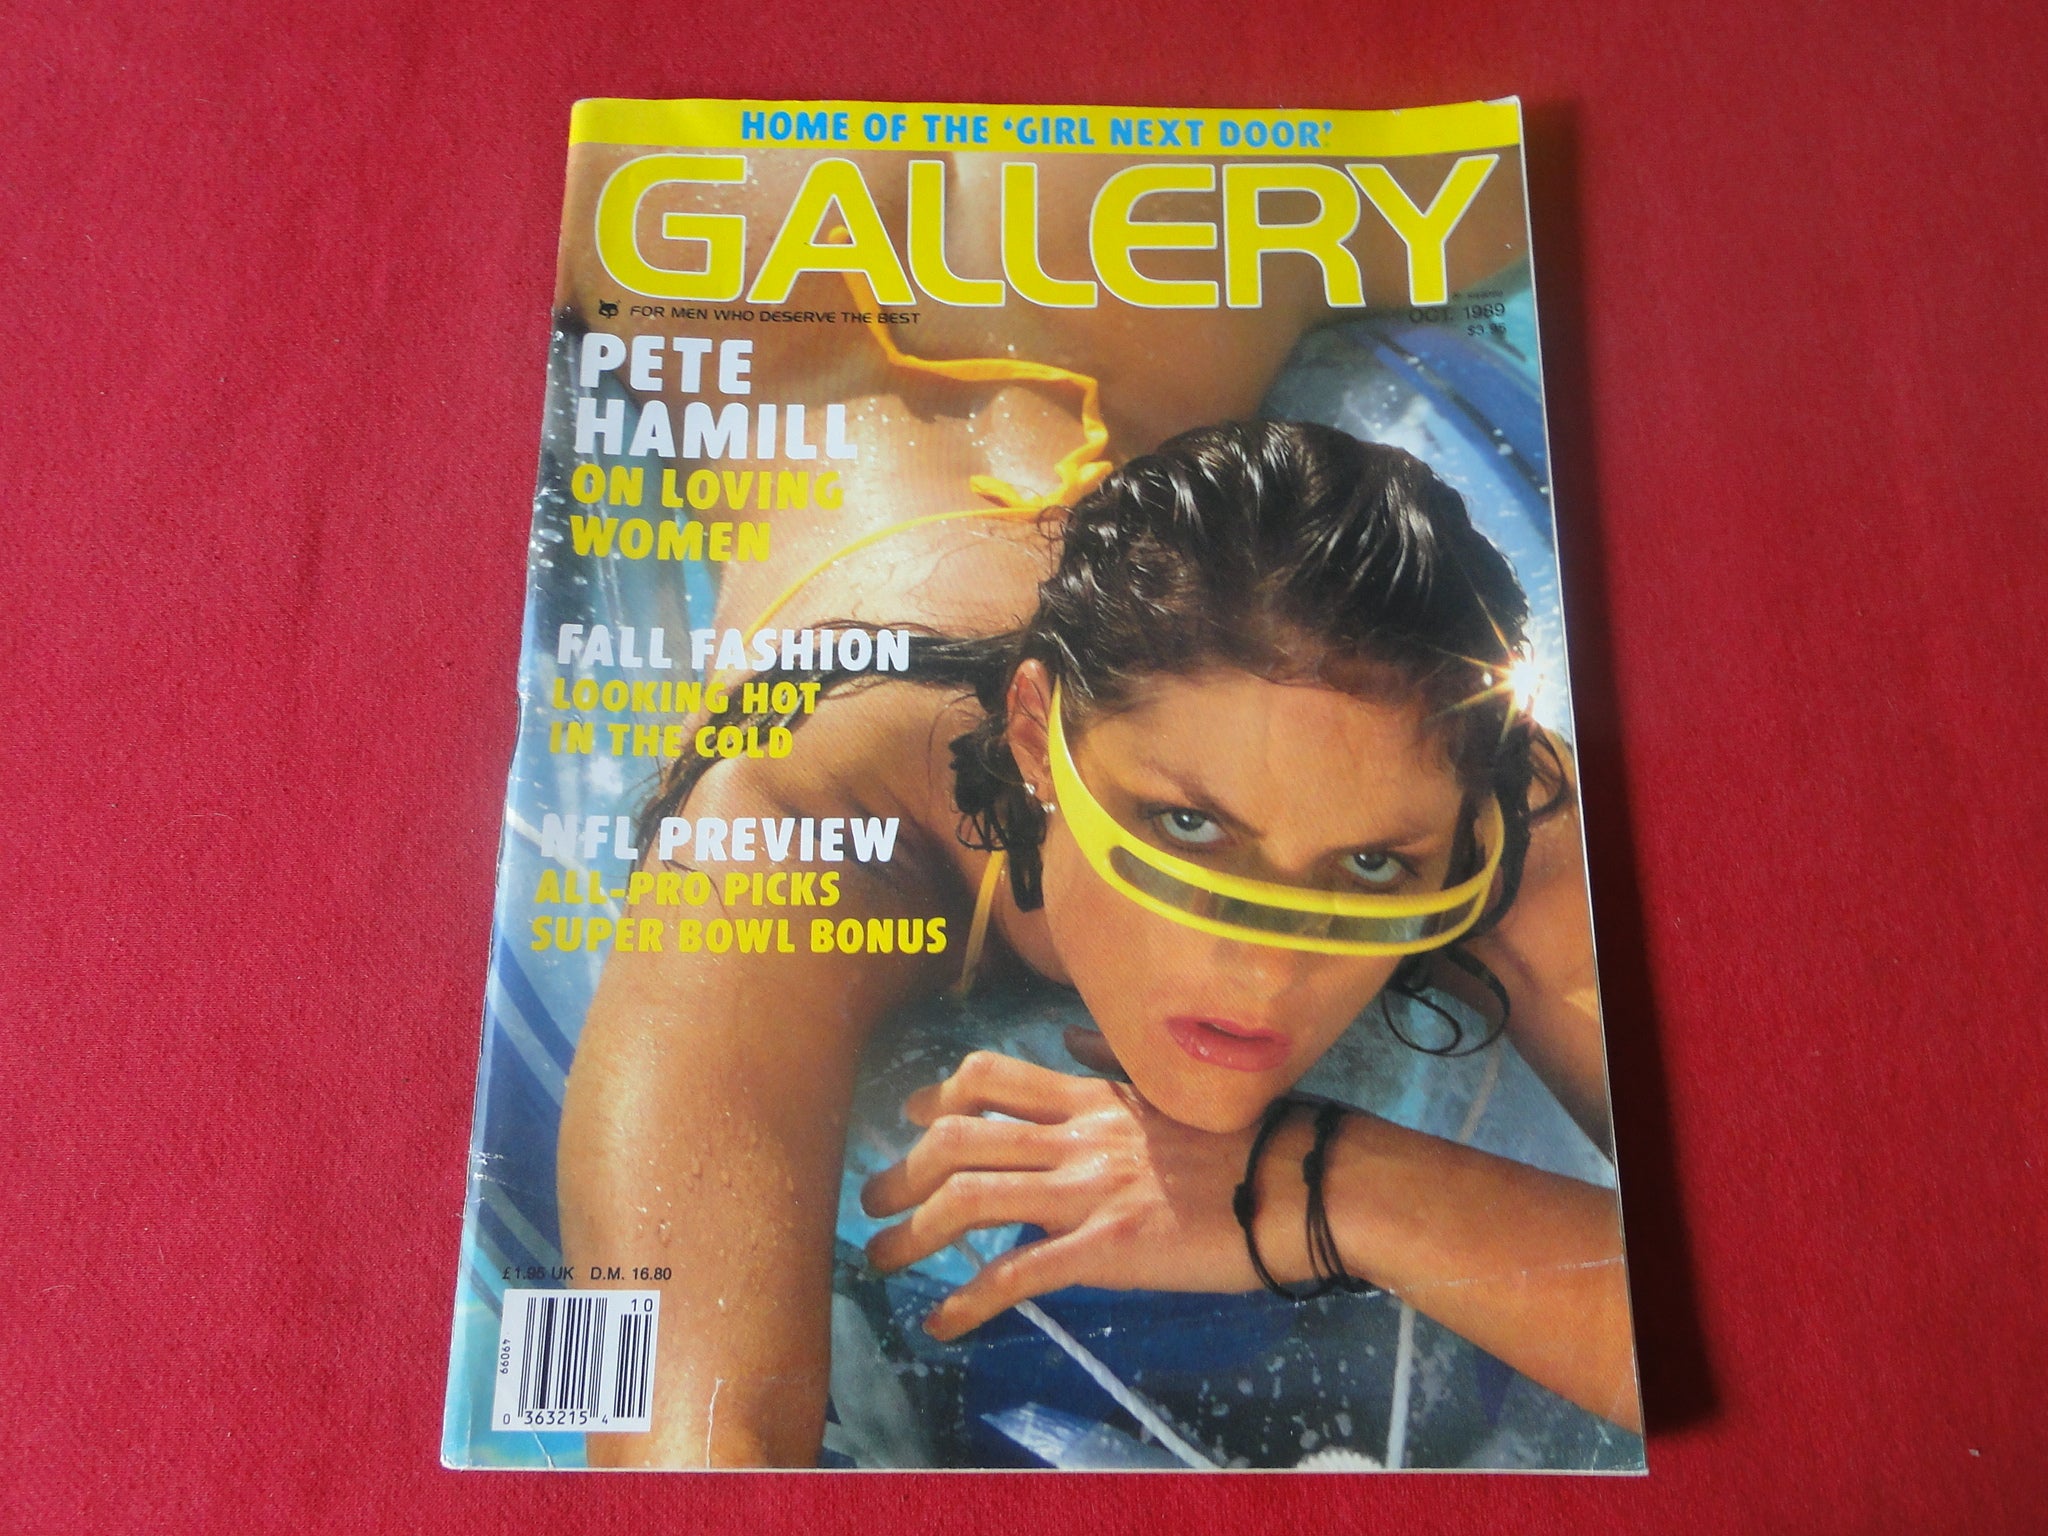 HOME OF THE 'GIRL NEXT DOOR'
GALLERY
FOR MEN WHO DESERVE THE BEST
OCT. 1989
$3.95
PETE
HAMILL
ON LOVING
WOMEN
FALL FASHION
LOOKING HOT
IN THE COLD
NFL PREVIEW
ALL-PRO PICKS
SUPER BOWL BONUS
£1.95 UK D.M. 16.80
10
49099
0 363215 4